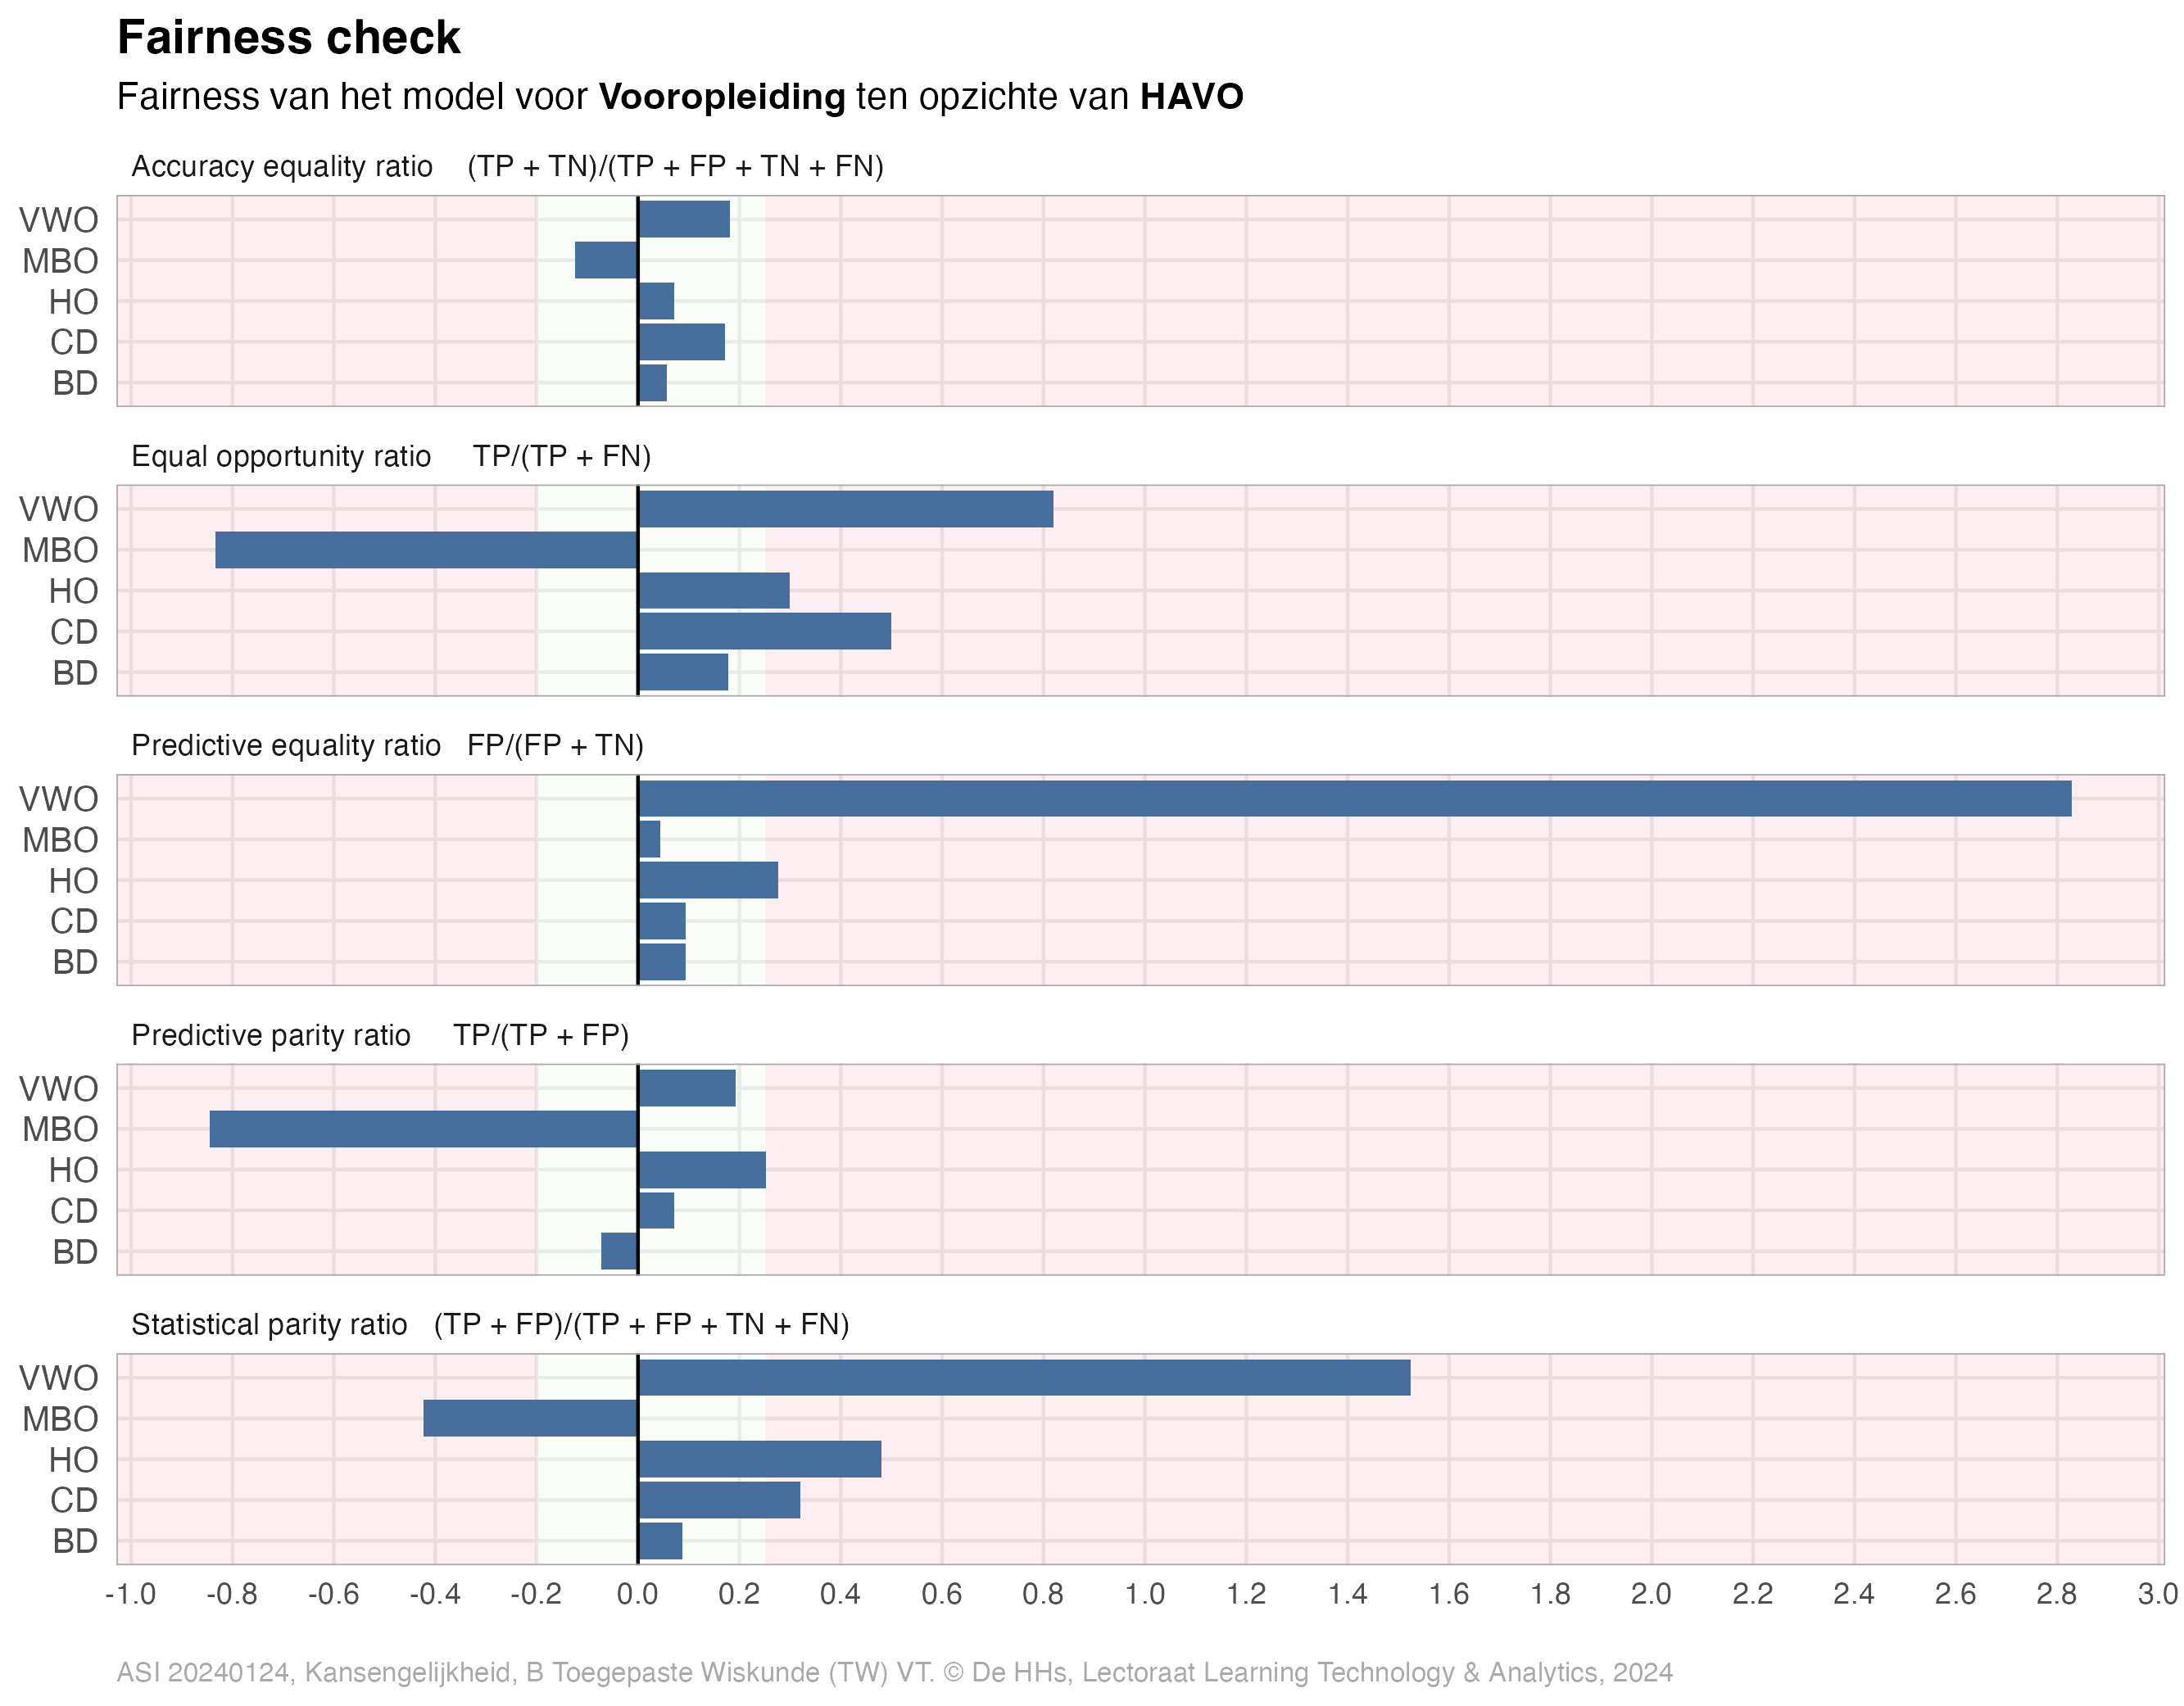 Fairness check
Fairness van het model voor Vooropleiding ten opzichte van HAVO
Accuracy equality ratio (TP + TN)/(TP + FP + TN + FN)
VWO
MBO
HO
CD
BD
Equal opportunity ratio TP/(TP + FN)
VWO
MBO
HO
CD
BD
Predictive equality ratio FP/(FP + TN)
VWO
MBO
HO
CD
BD
Predictive parity ratio TP/(TP + FP)
VWO
MBO
HO
CD
BD
Statistical parity ratio (TP + FP)/(TP + FP + TN + FN)
VWO
MBO
HO
CD
BD
-1.0 -0.8 -0.6 -0.4 -0.2 0.0 0.2 0.4 0.6 0.8 1.0 1.2 1.4 1.6 1.8 2.0 2.2 2.4 2.6 2.8 3.0
ASI 20240124, Kansengelijkheid, B Toegepaste Wiskunde (TW) VT. © De HHs, Lectoraat Learning Technology & Analytics, 2024